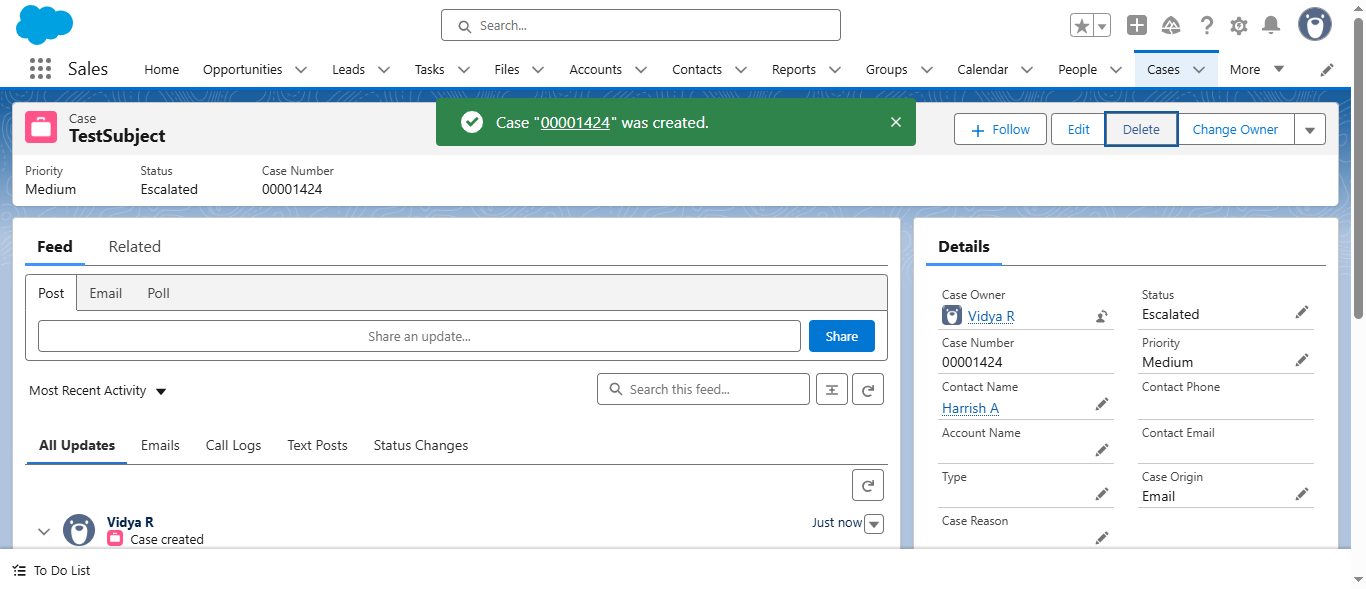 Search...
Sales
Home
Opportunities
Leads
Tasks
Files
Accounts
Contacts
Reports
Groups
Calendar
People
Cases
More
Case
TestSubject
Case "00001424" was created.
Follow
Edit
Delete
Change Owner
Priority
Medium
Status
Escalated
Case Number
00001424
Feed
Related
Post
Email
Poll
Share an update...
Share
Most Recent Activity
Search this feed...
All Updates
Emails
Call Logs
Text Posts
Status Changes
Vidya R
Just now
Case created
Details
Case Owner
Vidya R
Status
Escalated
Case Number
00001424
Priority
Medium
Contact Name
Harrish A
Contact Phone
Account Name
Contact Email
Type
Case Origin
Email
Case Reason
To Do List